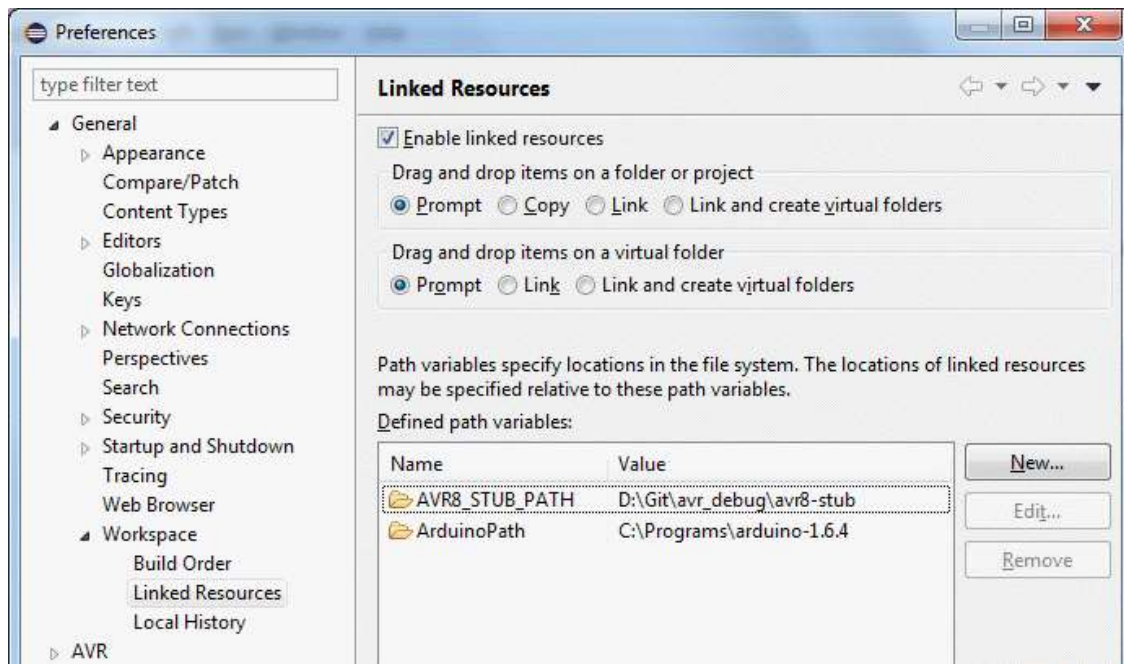 Preferences
type filter text
General
Appearance
Compare/Patch
Content Types
Editors
Globalization
Keys
Network Connections
Perspectives
Search
Security
Startup and Shutdown
Tracing
Web Browser
Workspace
Build Order
Linked Resources
Local History
AVR
Linked Resources
Enable linked resources
Drag and drop items on a folder or project
Prompt Copy Link Link and create virtual folders
Drag and drop items on a virtual folder
Prompt Link Link and create virtual folders
Path variables specify locations in the file system. The locations of linked resources
may be specified relative to these path variables.
Defined path variables:
Name Value
AVR8_STUB_PATH D:\Git\avr_debug\avr8-stub
ArduinoPath C:\Programs\arduino-1.6.4
New...
Edit...
Remove